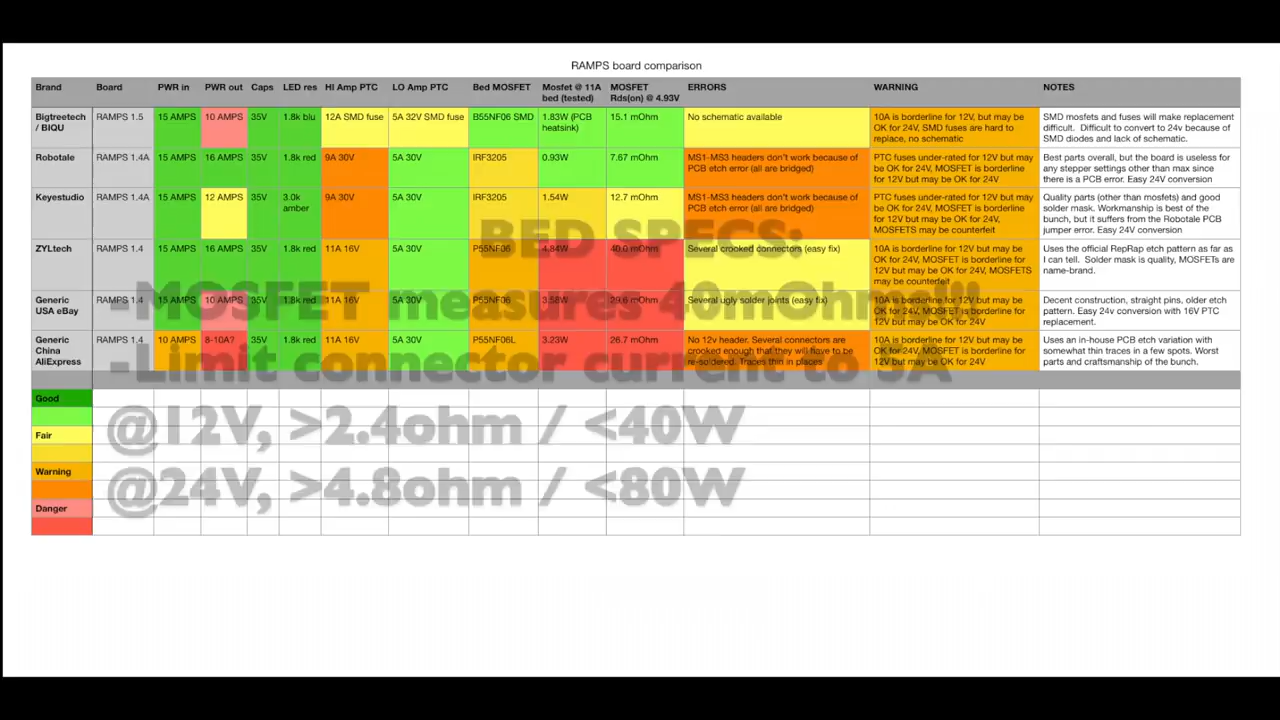 RAMPS board comparison
Brand Board PWR in PWR out Caps LED res HI Amp PTC LO Amp PTC Bed MOSFET Mosfet @ 11A bed (tested) MOSFET Rds(on) @ 4.93V ERRORS WARNING NOTES
Bigtreetech / BIQU RAMPS 1.5 15 AMPS 10 AMPS 35V 1.8k blu 12A SMD fuse 5A 32V SMD fuse B55NF06 SMD 1.83W (PCB heatsink) 15.1 mOhm No schematic available 10A is borderline for 12V, but may be OK for 24V, SMD fuses are hard to replace, no schematic SMD mosfets and fuses will make replacement difficult. Difficult to convert to 24v because of SMD diodes and lack of schematic.
Robotale RAMPS 1.4A 15 AMPS 16 AMPS 35V 1.8k red 9A 30V 5A 30V IRF3205 0.93W 7.67 mOhm MS1-MS3 headers don't work because of PCB etch error (all are bridged) PTC fuses under-rated for 12V but may be OK for 24V, MOSFET is borderline for 12V but may be OK for 24V Best parts overall, but the board is useless for any stepper settings other than max since there is a PCB error. Easy 24V conversion
Keyestudio RAMPS 1.4A 15 AMPS 12 AMPS 35V 3.0k amber 9A 30V 5A 30V IRF3205 1.54W 12.7 mOhm MS1-MS3 headers don't work because of PCB etch error (all are bridged) PTC fuses under-rated for 12V but may be OK for 24V, MOSFET is borderline for 12V but may be OK for 24V, MOSFETS may be counterfeit Quality parts (other than mosfets) and good solder mask. Workmanship is best of the bunch, but it suffers from the Robotale PCB jumper error. Easy 24V conversion
ZYLtech RAMPS 1.4 15 AMPS 16 AMPS 35V 1.8k red 11A 16V 5A 30V P55NF06 4.84W 40.0 mOhm Several crooked connectors (easy fix) 10A is borderline for 12V, but may be OK for 24V, MOSFET is borderline for 12V but may be OK for 24V, MOSFETS may be counterfeit Uses the official RepRap etch pattern as far as I can tell. Solder mask is quality, MOSFETs are name-brand.
Generic USA eBay RAMPS 1.4 15 AMPS 10 AMPS 35V 1.8k red 11A 16V 5A 30V P55NF06 3.58W 29.6 mOhm Several ugly solder joints (easy fix) 10A is borderline for 12V, but may be OK for 24V, MOSFET is borderline for 12V but may be OK for 24V Decent construction, straight pins, older etch pattern. Easy 24v conversion with 16V PTC replacement.
Generic China AliExpress RAMPS 1.4 10 AMPS 8-10A? 35V 1.8k red 11A 16V 5A 30V P55NF06L 3.23W 26.7 mOhm No 12v header. Several connectors are crooked enough that they will have to be re-soldered. Traces thin in places 10A is borderline for 12V, but may be OK for 24V, MOSFET is borderline for 12V but may be OK for 24V Uses an in-house PCB etch variation with somewhat thin traces in a few spots. Worst parts and craftsmanship of the bunch.
Good
Fair
Warning
Danger
BED SPECS:
-MOSFET measures 40mOhms!!!
-Limit connector current to 5A
@12V, >2.4ohm / <40W
@24V, >4.8ohm / <80W